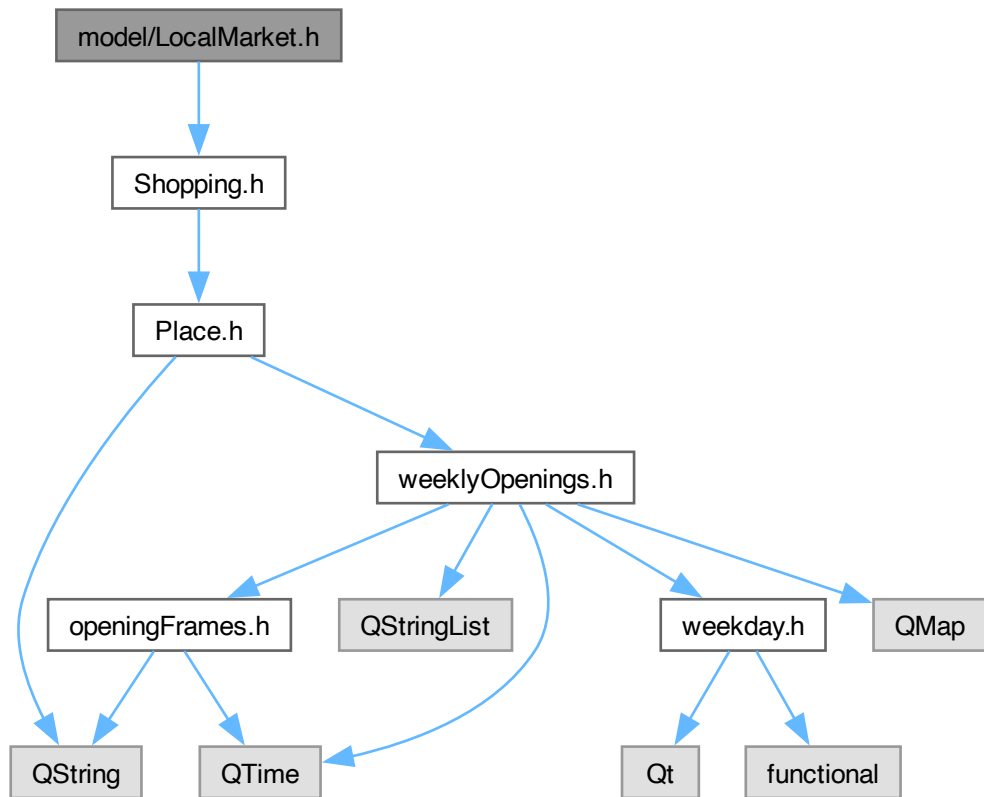 model/LocalMarket.h
Shopping.h
Place.h
weeklyOpenings.h
openingFrames.h
QStringList
weekday.h
QMap
QString
QTime
Qt
functional